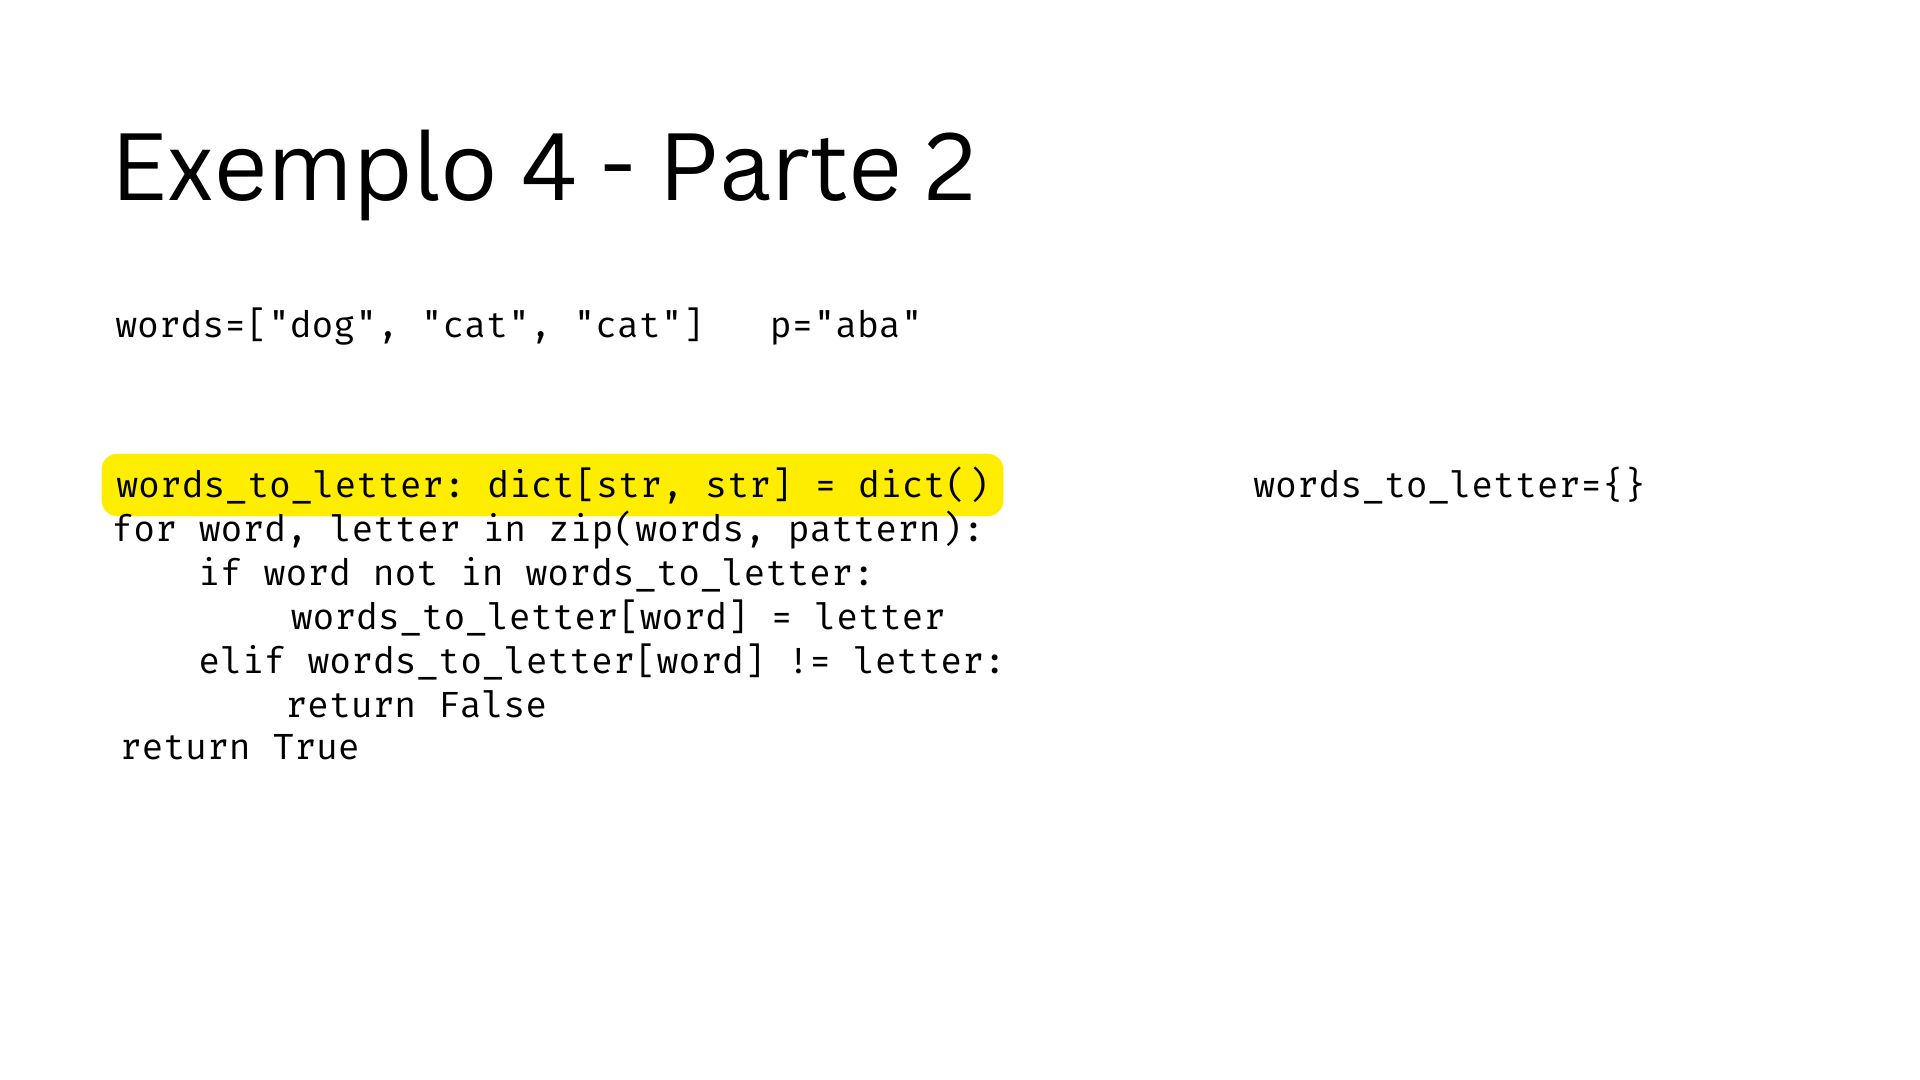 Exemplo 4 - Parte 2
words=["dog", "cat", "cat"]   p="aba"
words_to_letter: dict[str, str] = dict()
words_to_letter={}
for word, letter in zip(words, pattern):
    if word not in words_to_letter:
        words_to_letter[word] = letter
    elif words_to_letter[word] != letter:
        return False
return True